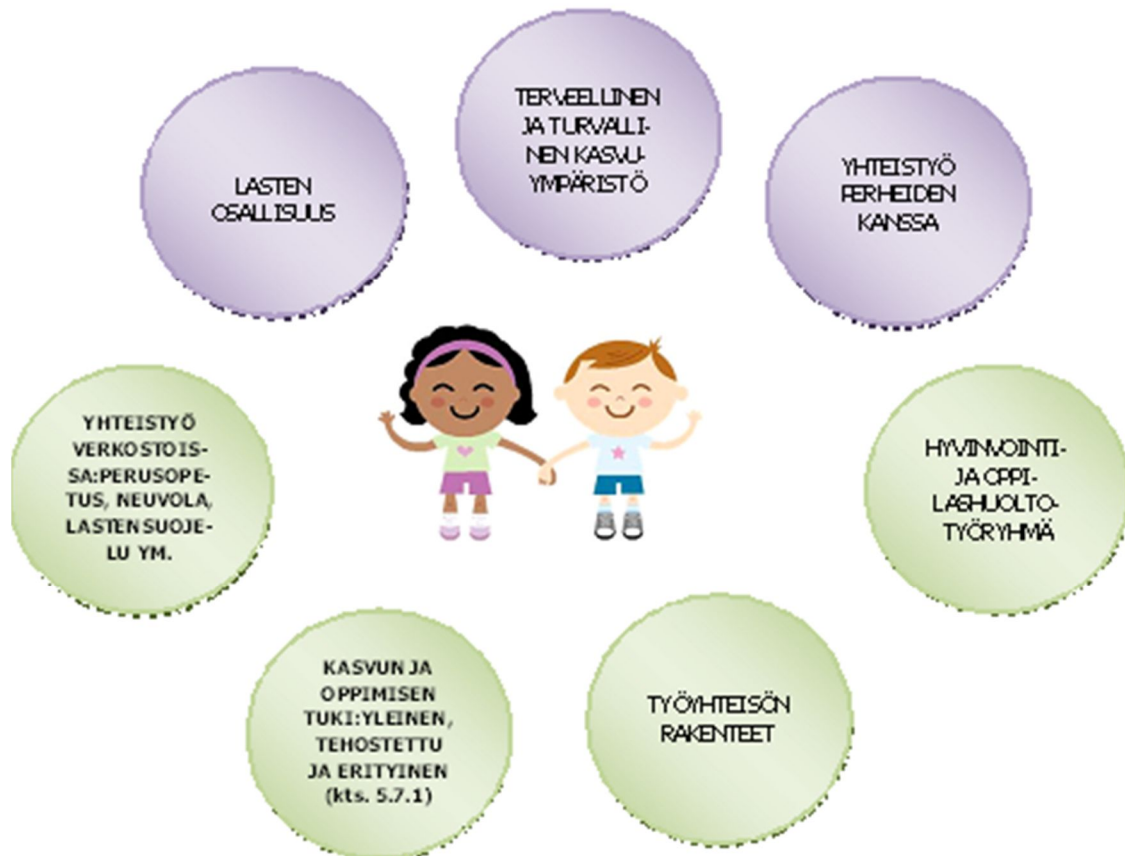 LASTEN
OSALLISUUS
TERVEELLINEN
JA TURVALLI-
NEN KASVU-
YMPÄRISTÖ
YHTEISTYÖ
PERHEIDEN
KANSSA
YHTEISTYÖ
VERKOSTOIS-
SA:PERUSOPE-
TUS, NEUVOLA,
LASTENSUOJE-
LU YM.
HYVINVOINTI-
JA OPPI-
LASHUOLTO-
TYÖRYHMÄ
KASVUN JA
OPPIMISEN
TUKI:YLEINEN,
TEHOSTETTU
JA ERITYINEN
(kts. 5.7.1)
TYÖYHTEISÖN
RAKENTEET